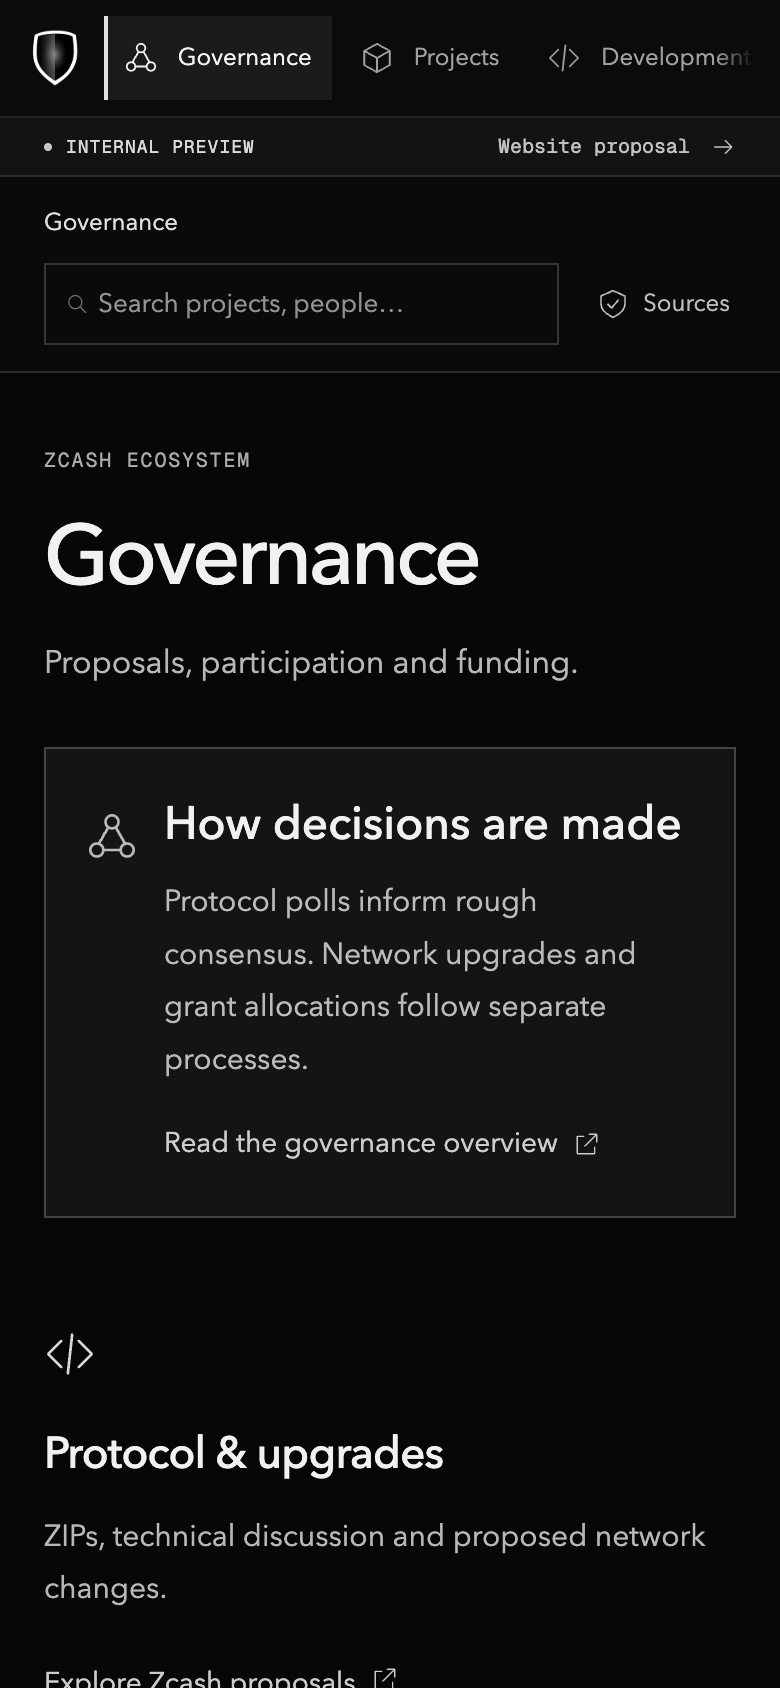 Governance
Projects
Development
INTERNAL PREVIEW
Website proposal
Governance
Search projects, people...
Sources
ZCASH ECOSYSTEM
Governance
Proposals, participation and funding.
How decisions are made
Protocol polls inform rough
consensus. Network upgrades and
grant allocations follow separate
processes.
Read the governance overview
Protocol & upgrades
ZIPs, technical discussion and proposed network
changes.
Explore Zcash proposals